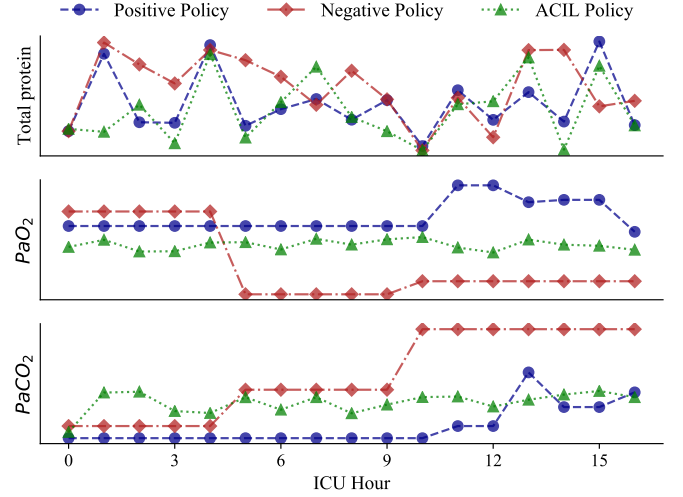 Positive Policy Negative Policy ACIL Policy
Total protein
PaO2
PaCO2
0 3 6 9 12 15
ICU Hour